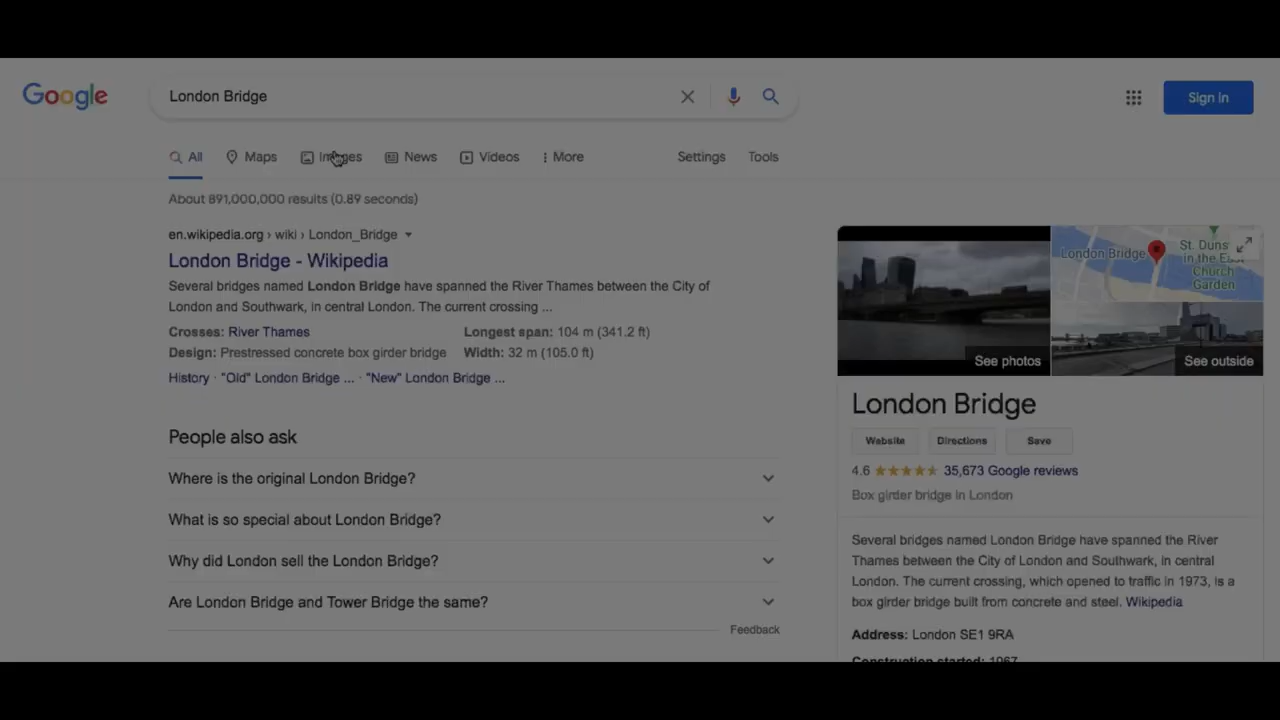 Google
London Bridge
Sign in
All Maps Images News Videos More Settings Tools
About 891,000,000 results (0.89 seconds)
en.wikipedia.org › wiki › London_Bridge
London Bridge - Wikipedia
Several bridges named London Bridge have spanned the River Thames between the City of
London and Southwark, in central London. The current crossing ...
Crosses: River Thames Longest span: 104 m (341.2 ft)
Design: Prestressed concrete box girder bridge Width: 32 m (105.0 ft)
History · "Old" London Bridge ... · "New" London Bridge ...
People also ask
Where is the original London Bridge?
What is so special about London Bridge?
Why did London sell the London Bridge?
Are London Bridge and Tower Bridge the same?
Feedback
London Bridge
St. Duns
in the East
Church
Garden
See photos
See outside
London Bridge
Website Directions Save
4.6 35,673 Google reviews
Box girder bridge in London
Several bridges named London Bridge have spanned the River
Thames between the City of London and Southwark, in central
London. The current crossing, which opened to traffic in 1973, is a
box girder bridge built from concrete and steel. Wikipedia
Address: London SE1 9RA
Construction started: 1967